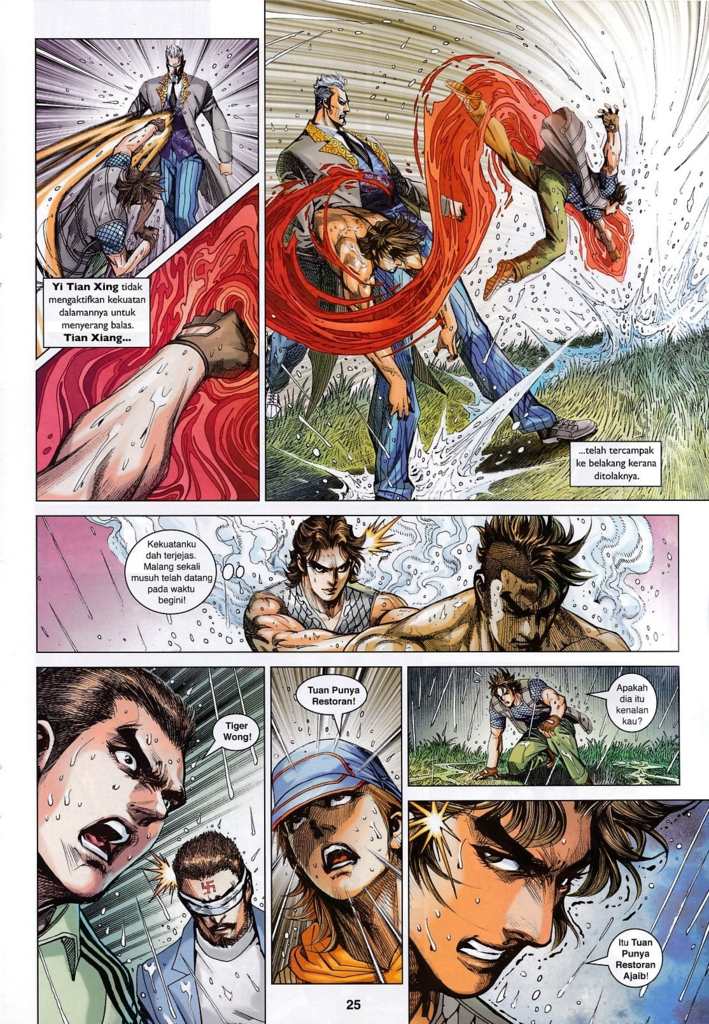 Yi Tian Xing tidak
mengaktifkan kekuatan
dalamannya untuk
menyerang balas.
Tian Xiang...
...telah tercampak
ke belakang kerana
ditolaknya.
Kekuatanku
dah terjejas.
Malang sekali
musuh telah datang
pada waktu
begini!
Tiger
Wong!
Tuan Punya
Restoran!
Apakah
dia itu
kenalan
kau?
Itu Tuan
Punya
Restoran
Ajaib!
25